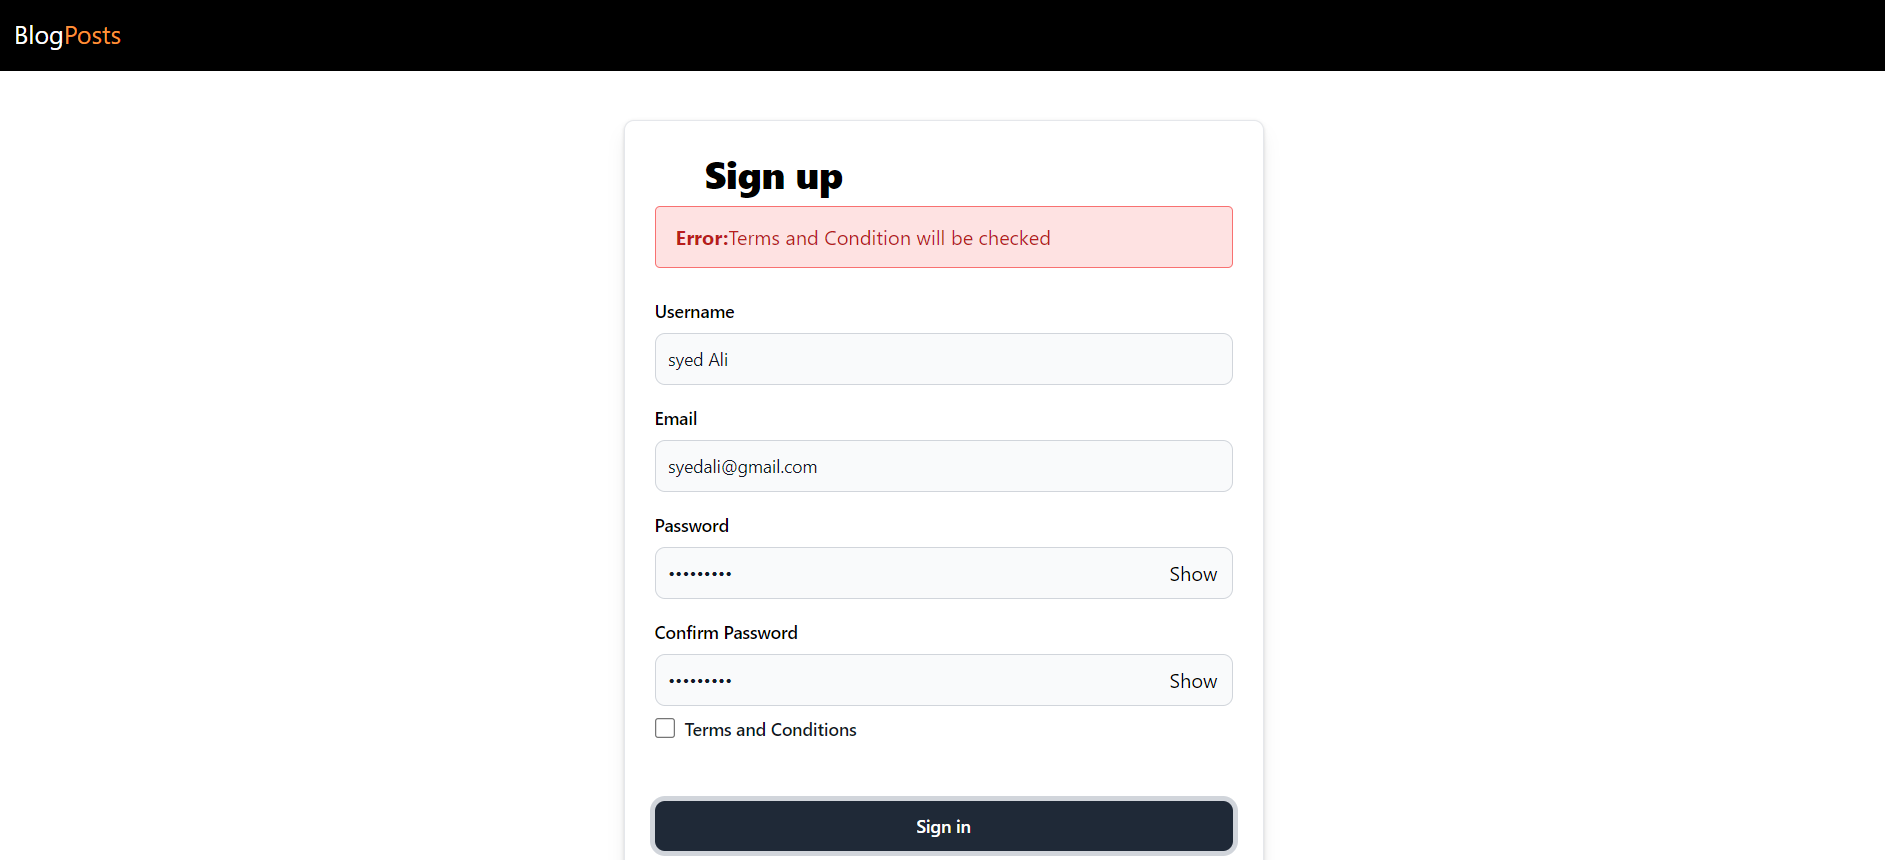 BlogPosts
Sign up
Error:Terms and Condition will be checked
Username
syed Ali
Email
syedali@gmail.com
Password
••••••••• Show
Confirm Password
••••••••• Show
Terms and Conditions
Sign in